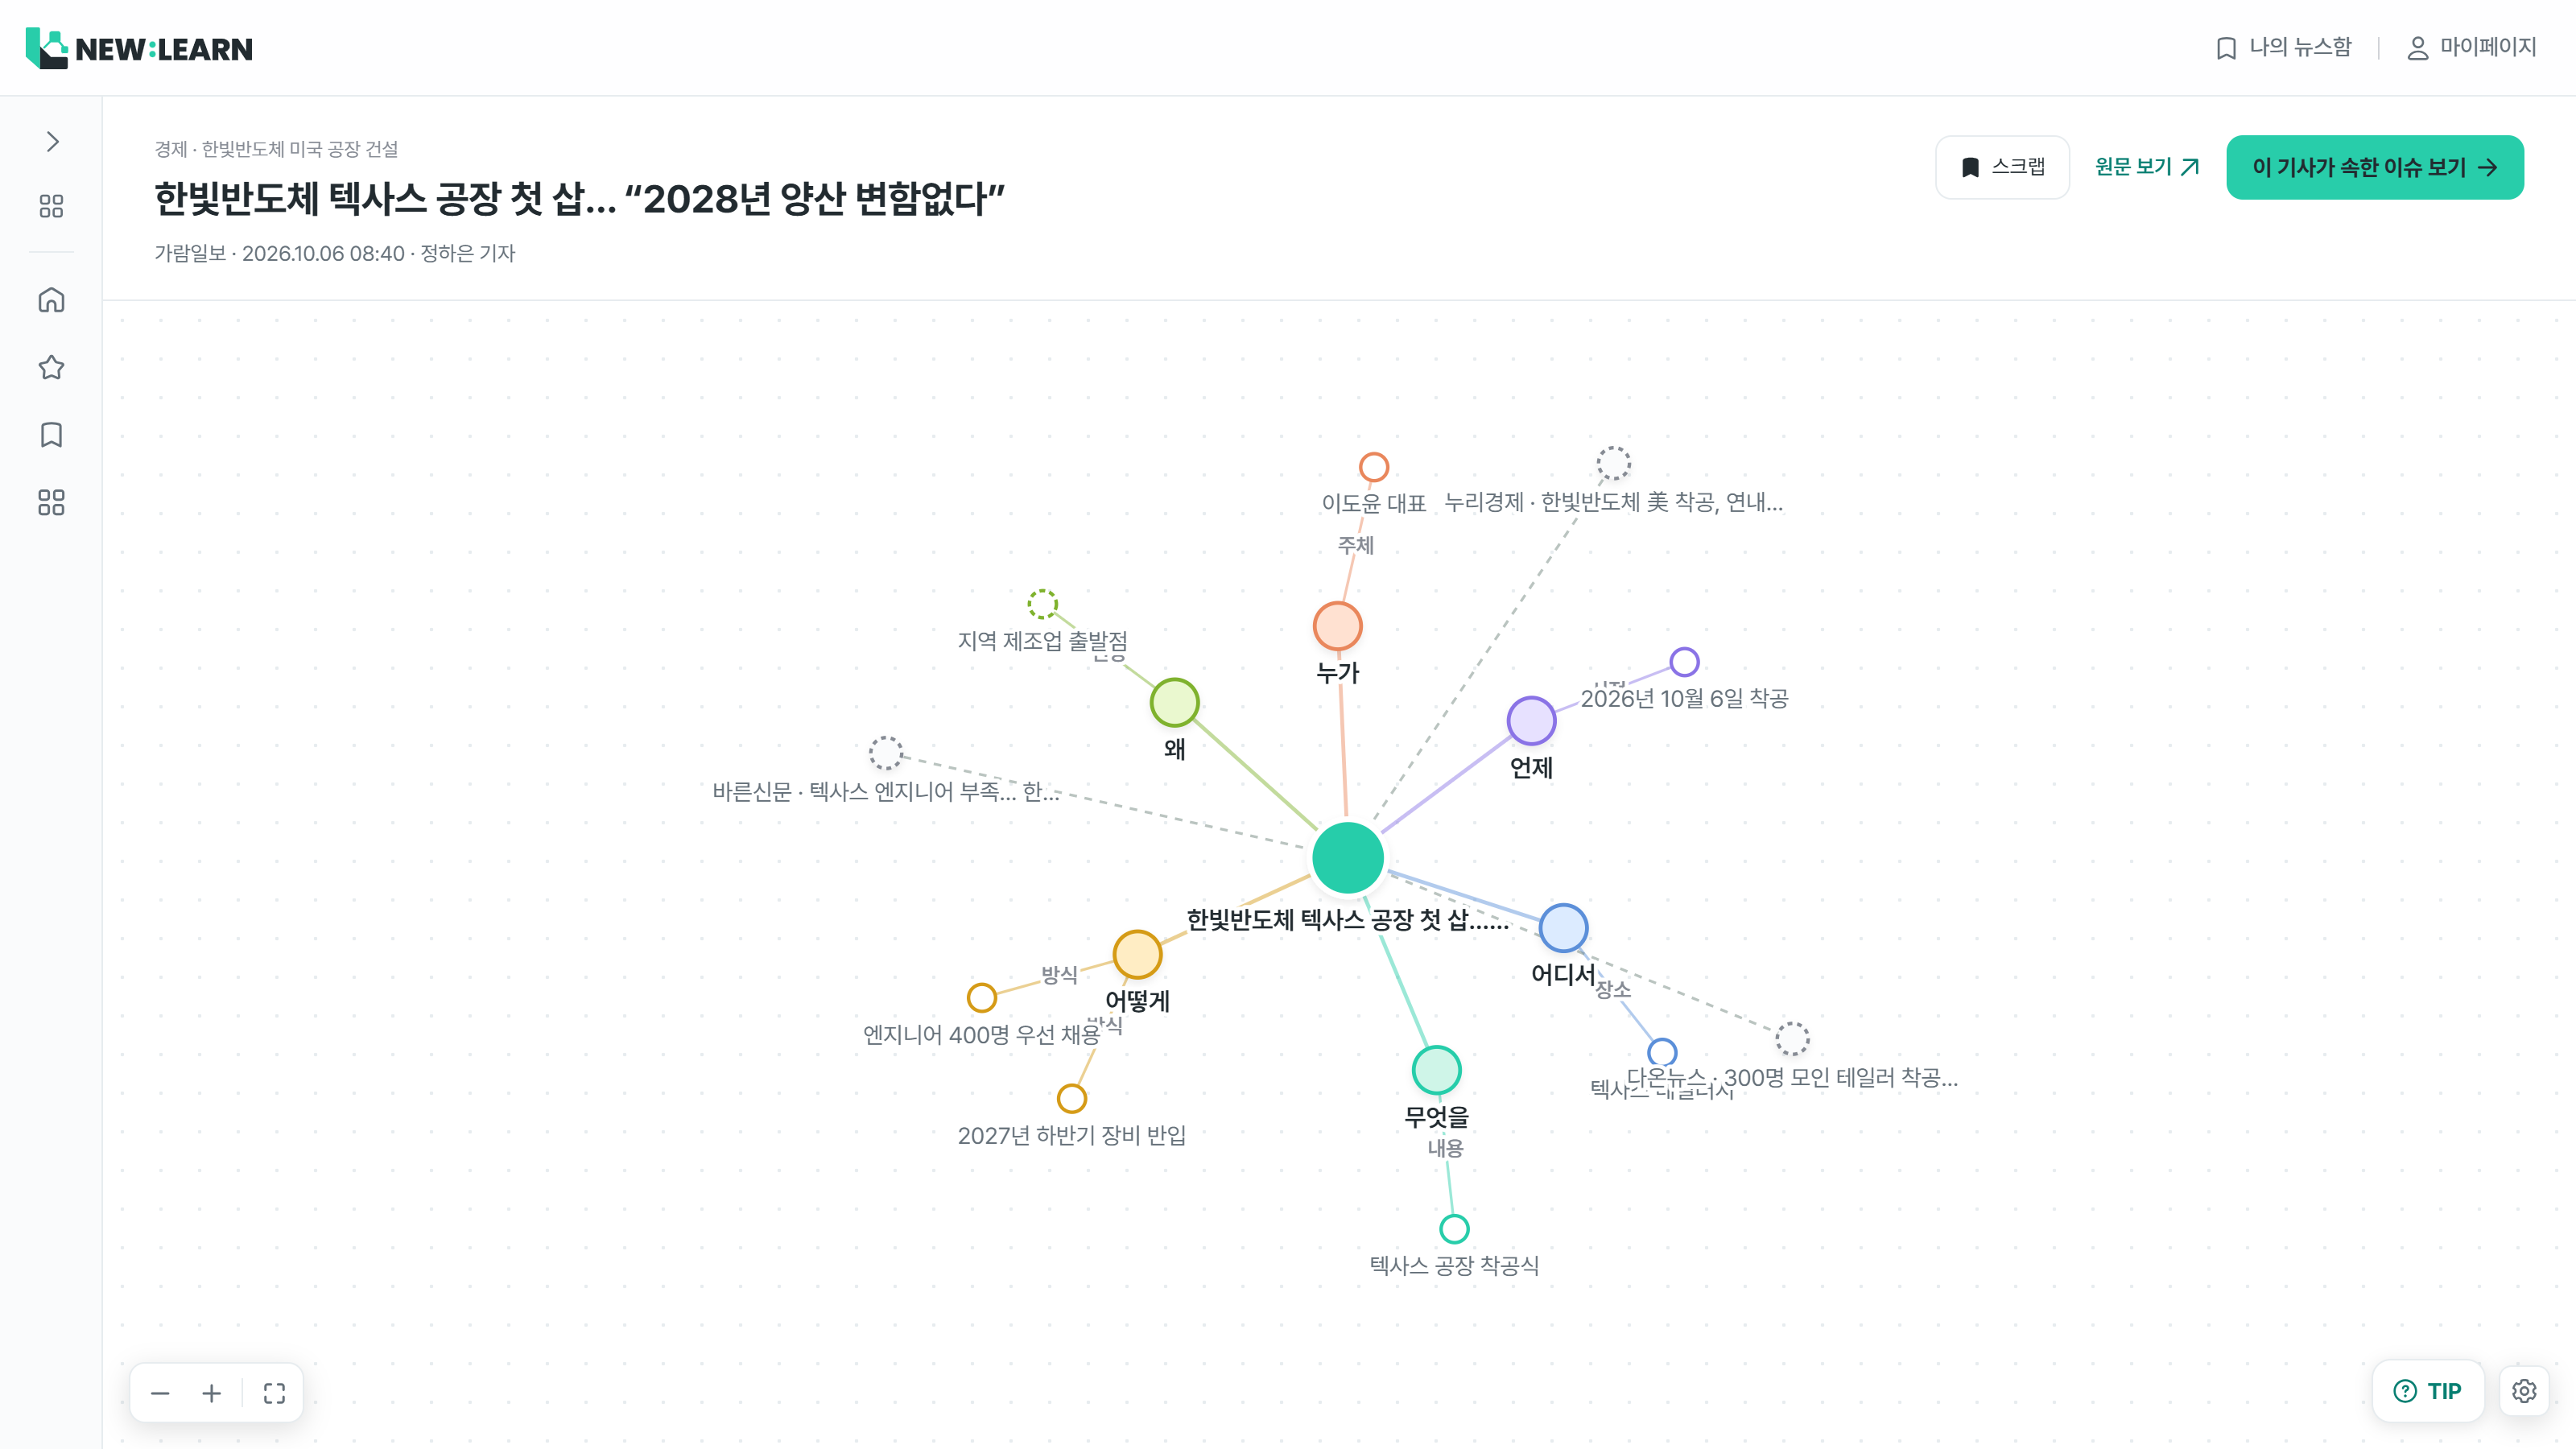 NEW:LEARN
나의 뉴스함
마이페이지
경제 · 한빛반도체 미국 공장 건설
한빛반도체 텍사스 공장 첫 삽… “2028년 양산 변함없다”
가람일보 · 2026.10.06 08:40 · 정하은 기자
스크랩
원문 보기
이 기사가 속한 이슈 보기
이도윤 대표
누리경제 · 한빛반도체 美 착공, 연내…
주체
지역 제조업 출발점
누가
2026년 10월 6일 착공
왜
언제
바른신문 · 텍사스 엔지니어 부족… 한…
한빛반도체 텍사스 공장 첫 삽……
방식
어디서
장소
어떻게
방식
엔지니어 400명 우선 채용
다온뉴스 · 300명 모인 테일러 착공…
텍사스 테일러시
무엇을
2027년 하반기 장비 반입
내용
텍사스 공장 착공식
TIP